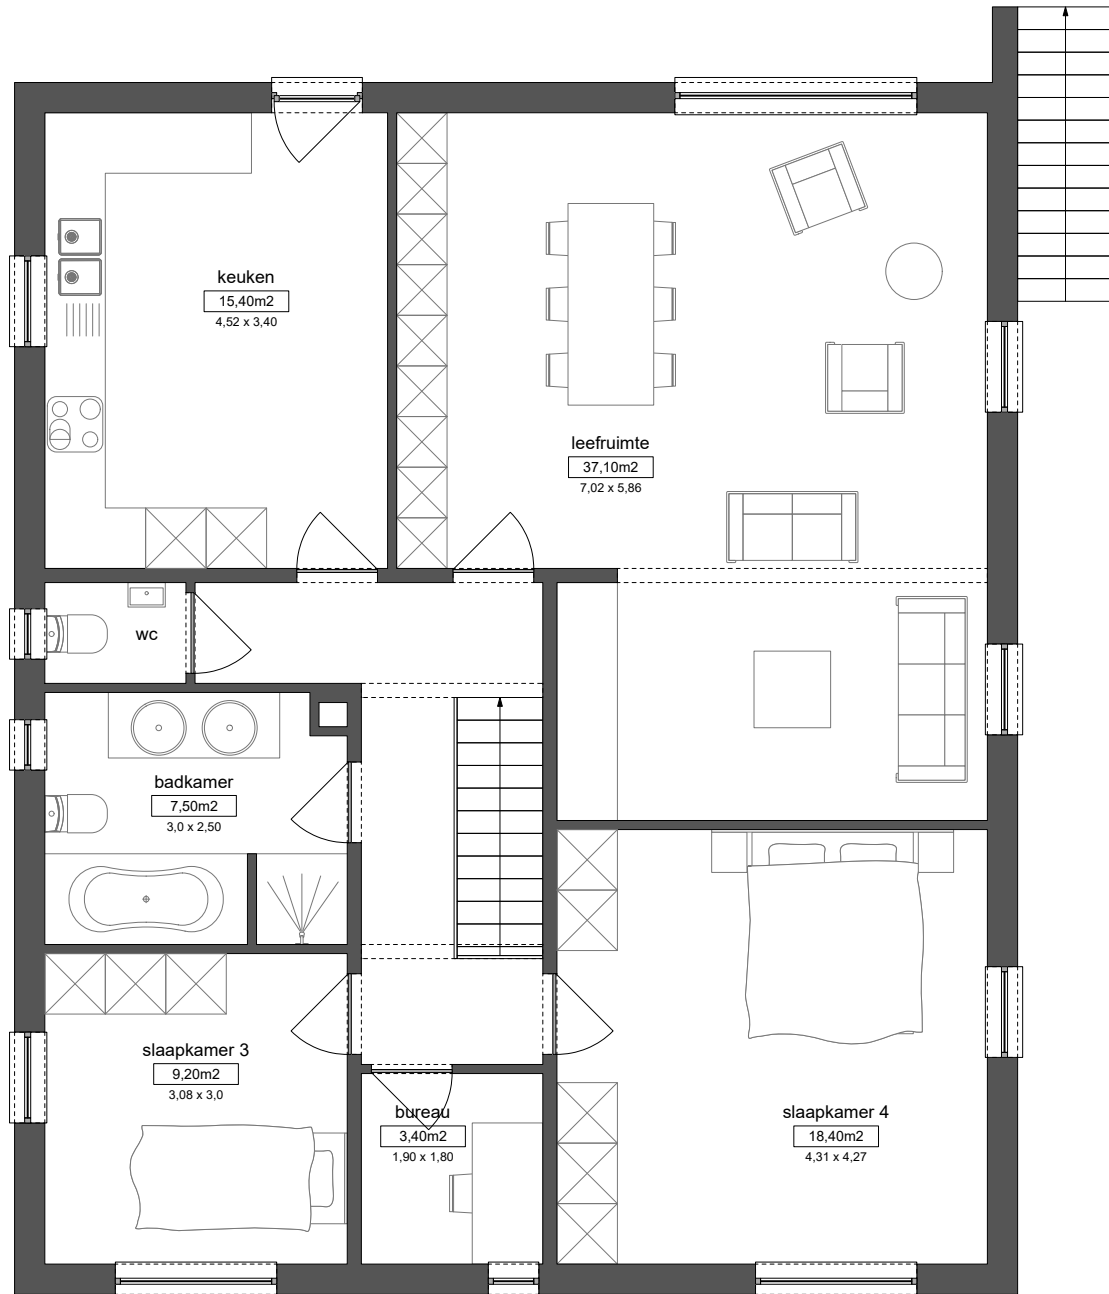 keuken
15,40m2
4,52 x 3,40
leefruimte
37,10m2
7,02 x 5,86
wc
badkamer
7,50m2
3,0 x 2,50
slaapkamer 3
9,20m2
3,08 x 3,0
bureau
3,40m2
1,90 x 1,80
slaapkamer 4
18,40m2
4,31 x 4,27